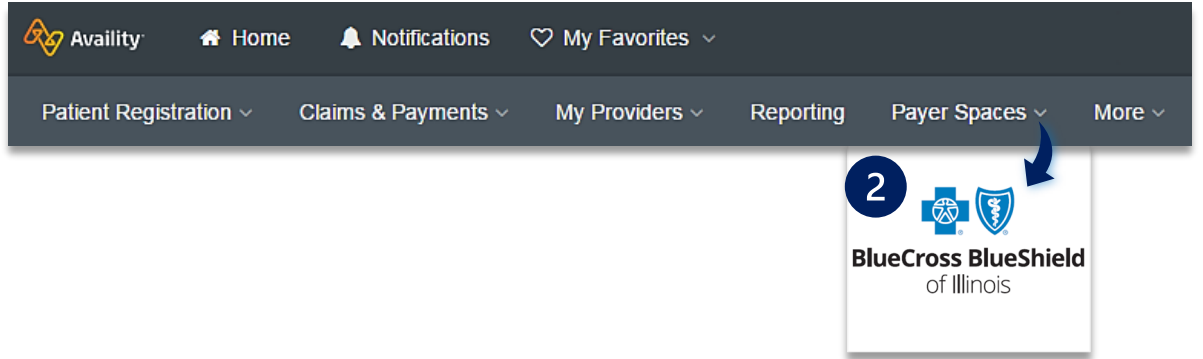 Availity Home Notifications My Favorites
Patient Registration Claims & Payments My Providers Reporting Payer Spaces More
2
BlueCross BlueShield
of Illinois